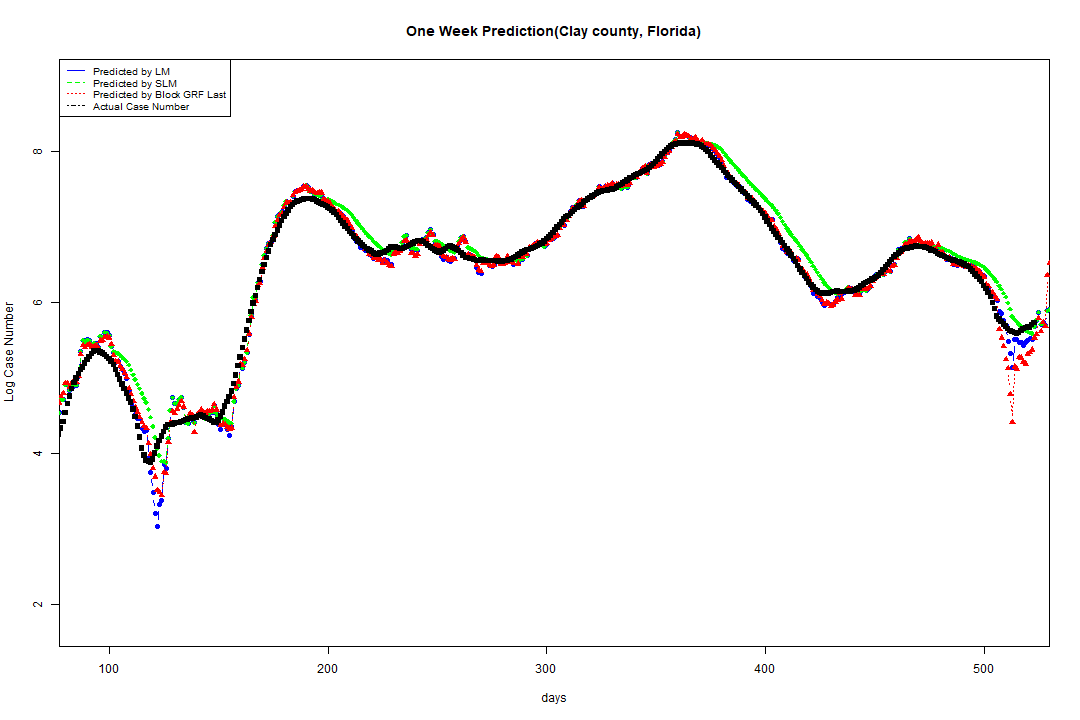 One Week Prediction(Clay county, Florida)
Predicted by LM
Predicted by SLM
Predicted by Block GRF Last
Actual Case Number
8
6
4
2
Log Case Number
100 200 300 400 500
days